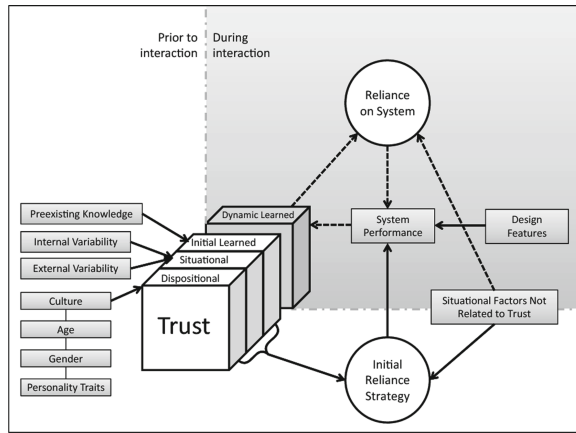 Prior to
interaction
During
interaction
Reliance
on System
Preexisting Knowledge
Internal Variability
External Variability
Culture
Age
Gender
Personality Traits
Dynamic Learned
Initial Learned
Situational
Dispositional
Trust
System
Performance
Design
Features
Situational Factors Not
Related to Trust
Initial
Reliance
Strategy